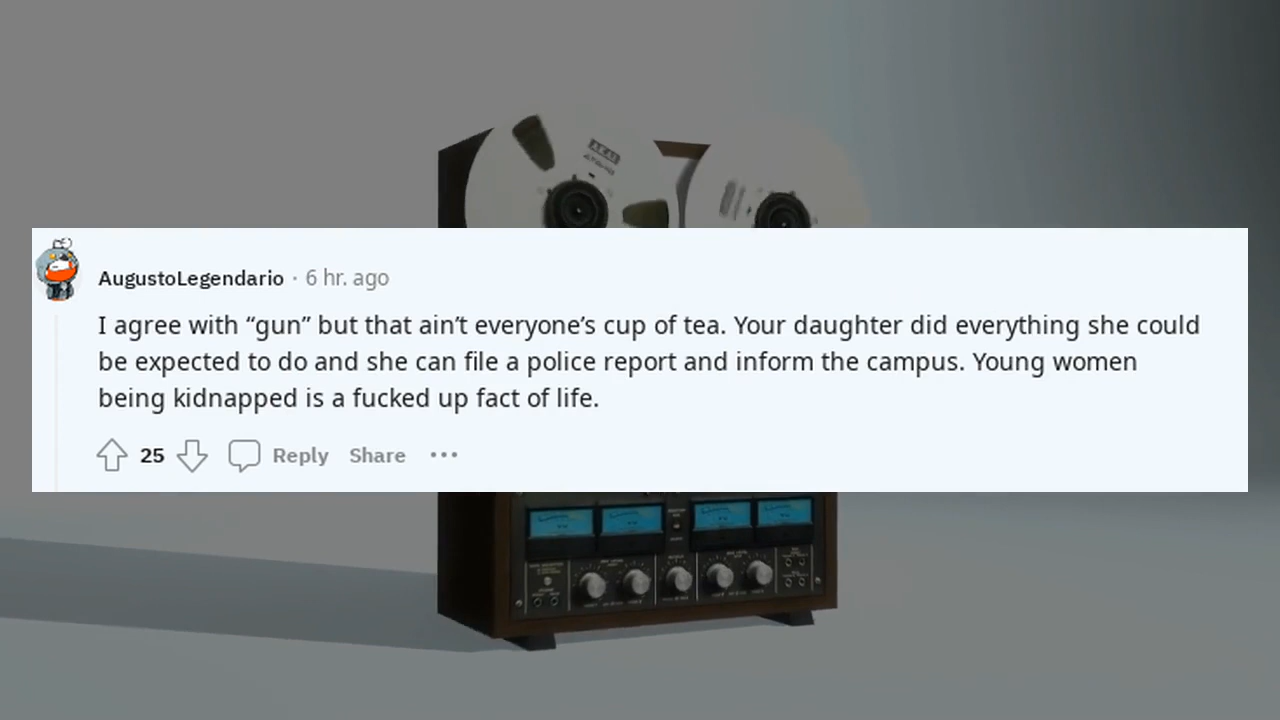 AKAI
AugustoLegendario · 6 hr. ago
I agree with “gun” but that ain’t everyone’s cup of tea. Your daughter did everything she could
be expected to do and she can file a police report and inform the campus. Young women
being kidnapped is a fucked up fact of life.
25 Reply Share